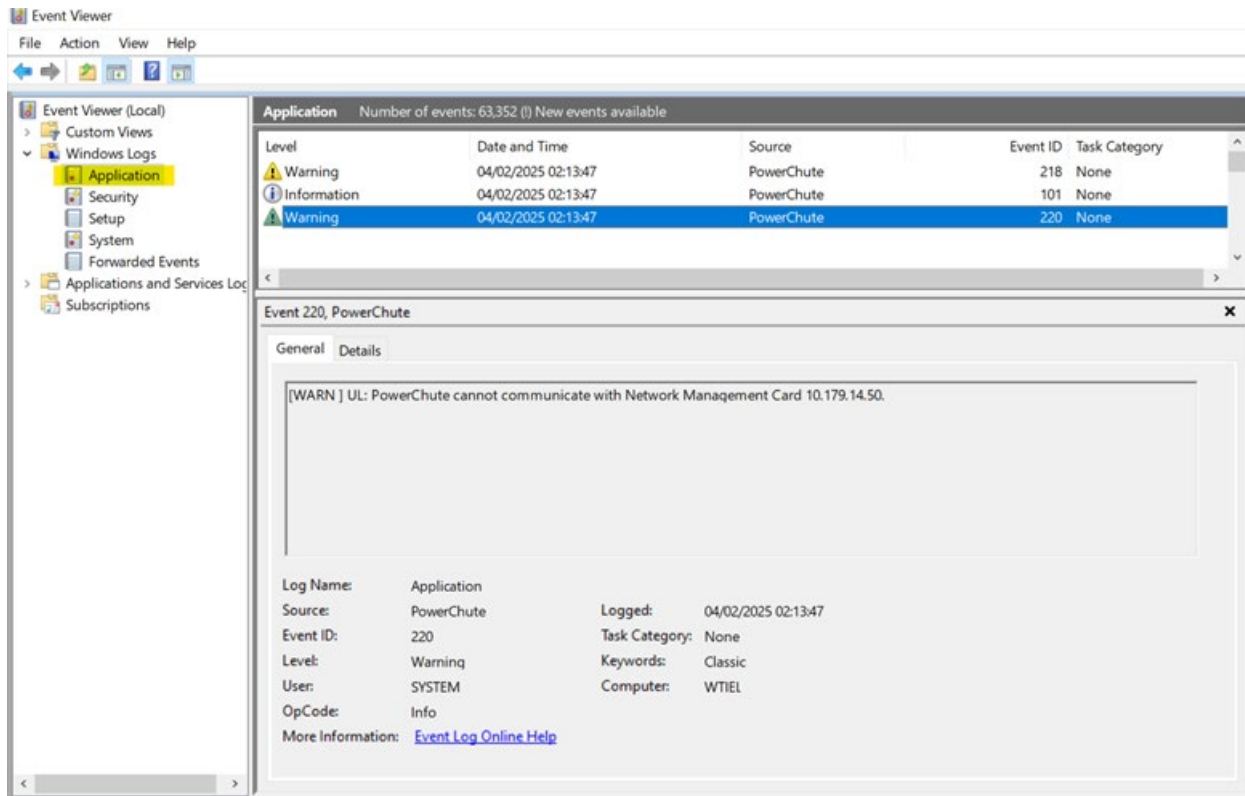 Event Viewer
File Action View Help
Event Viewer (Local)
Custom Views
Windows Logs
Application
Security
Setup
System
Forwarded Events
Applications and Services Log
Subscriptions
Application Number of events: 63,352 (!) New events available
Level Date and Time Source Event ID Task Category
Warning 04/02/2025 02:13:47 PowerChute 218 None
Information 04/02/2025 02:13:47 PowerChute 101 None
Warning 04/02/2025 02:13:47 PowerChute 220 None
Event 220, PowerChute
General Details
[WARN ] UL: PowerChute cannot communicate with Network Management Card 10.179.14.50.
Log Name: Application
Source: PowerChute Logged: 04/02/2025 02:13:47
Event ID: 220 Task Category: None
Level: Warning Keywords: Classic
User: SYSTEM Computer: WTIEL
OpCode: Info
More Information: Event Log Online Help